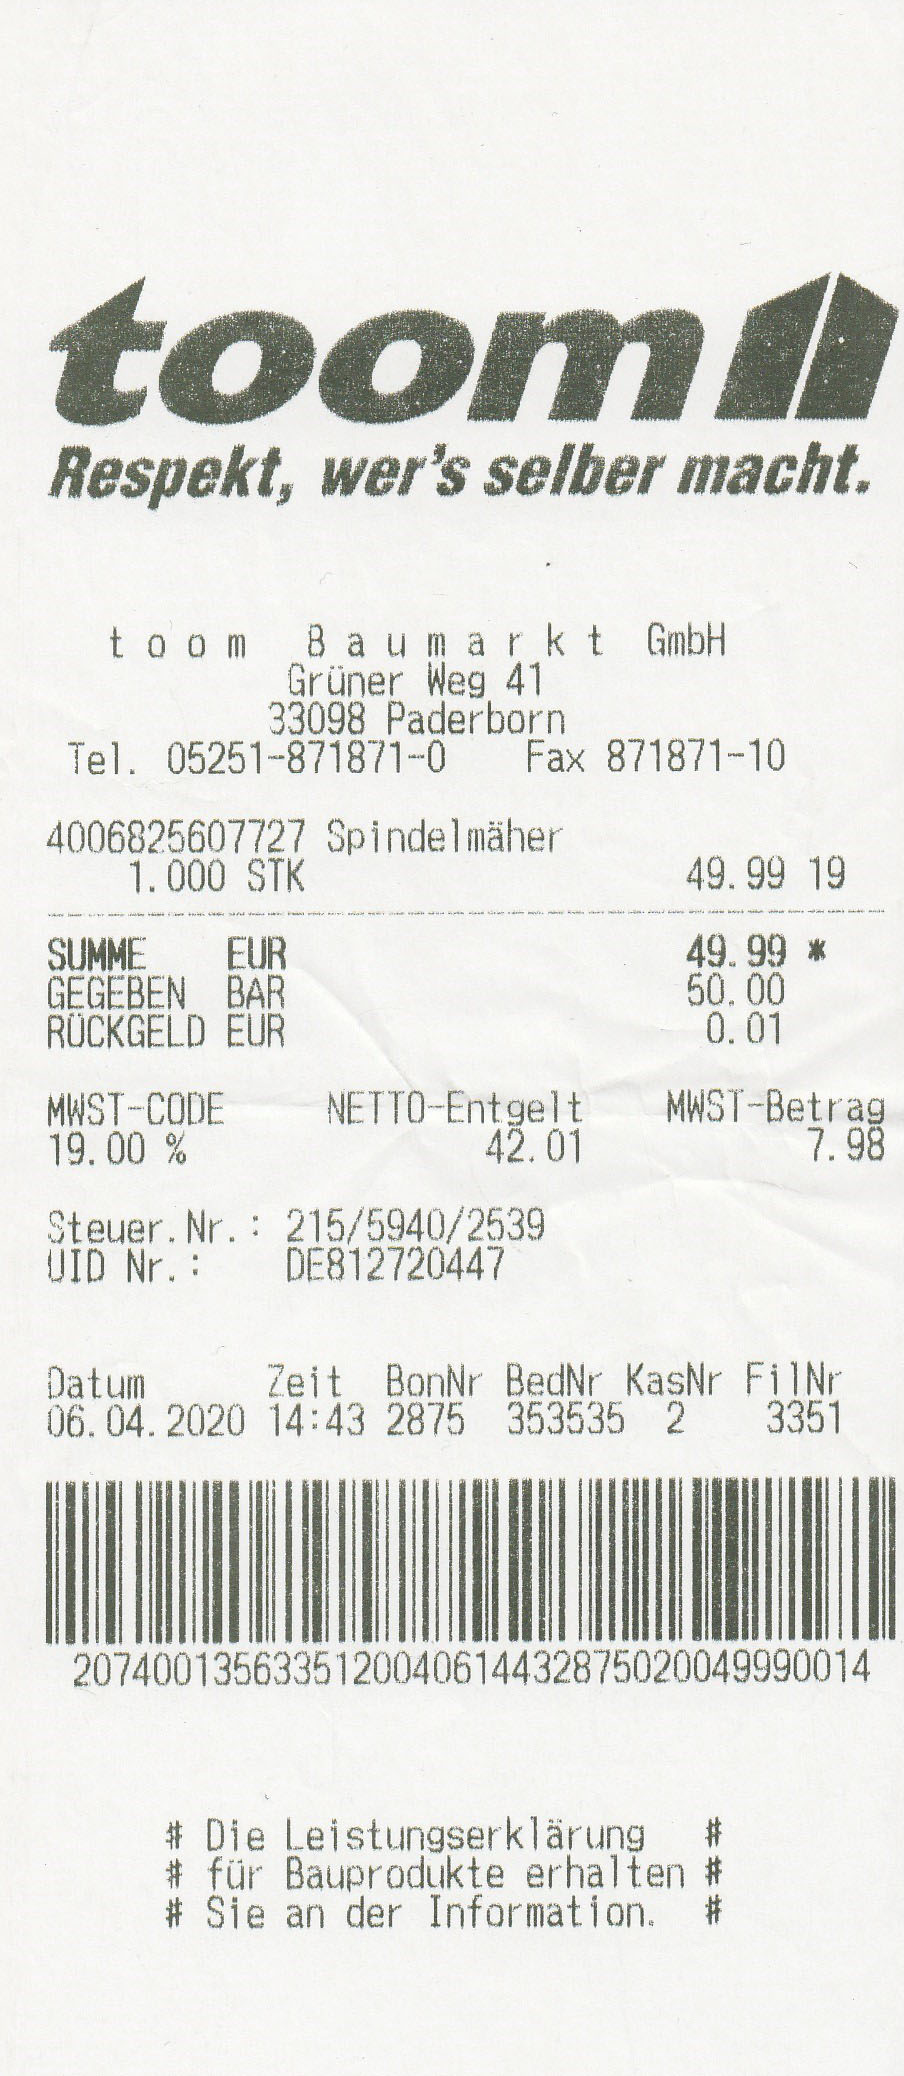 toom
Respekt, wer's selber macht.
toom Baumarkt GmbH
Grüner Weg 41
33098 Paderborn
Tel. 05251-871871-0 Fax 871871-10
4006825607727 Spindelmäher
1.000 STK 49.99 19
SUMME EUR 49.99 *
GEGEBEN BAR 50.00
RÜCKGELD EUR 0.01
MWST-CODE NETTO-Entgelt MWST-Betrag
19.00 % 42.01 7.98
Steuer.Nr.: 215/5940/2539
UID Nr.: DE812720447
Datum Zeit BonNr BedNr KasNr FilNr
06.04.2020 14:43 2875 353535 2 3351
2074001356335120040614432875020049990014
# Die Leistungserklärung #
# für Bauprodukte erhalten #
# Sie an der Information. #